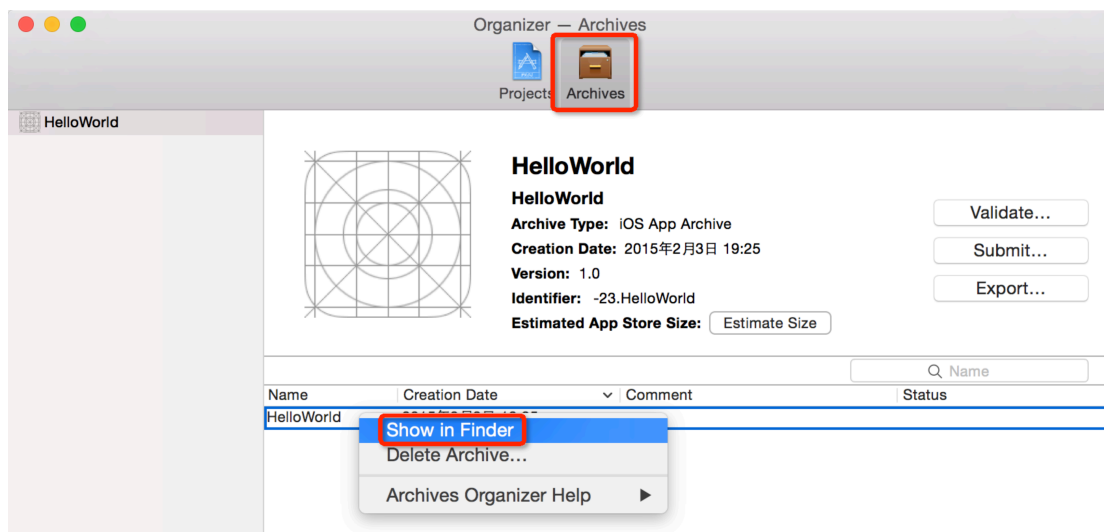 Organizer — Archives
Projects Archives
HelloWorld
HelloWorld
HelloWorld
Archive Type: iOS App Archive
Creation Date: 2015年2月3日 19:25
Version: 1.0
Identifier: -23.HelloWorld
Estimated App Store Size: Estimate Size
Validate...
Submit...
Export...
Name
Name Creation Date Comment Status
HelloWorld
Show in Finder
Delete Archive...
Archives Organizer Help